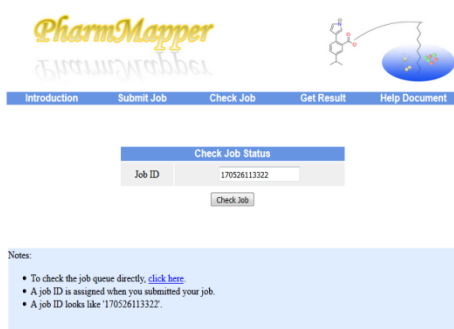 PharmMapper
Introduction Submit Job Check Job Get Result Help Document
Check Job Status
Job ID 170526113322
Check Job
Notes:
• To check the job queue directly, click here.
• A job ID is assigned when you submitted your job.
• A job ID looks like '170526113322'.